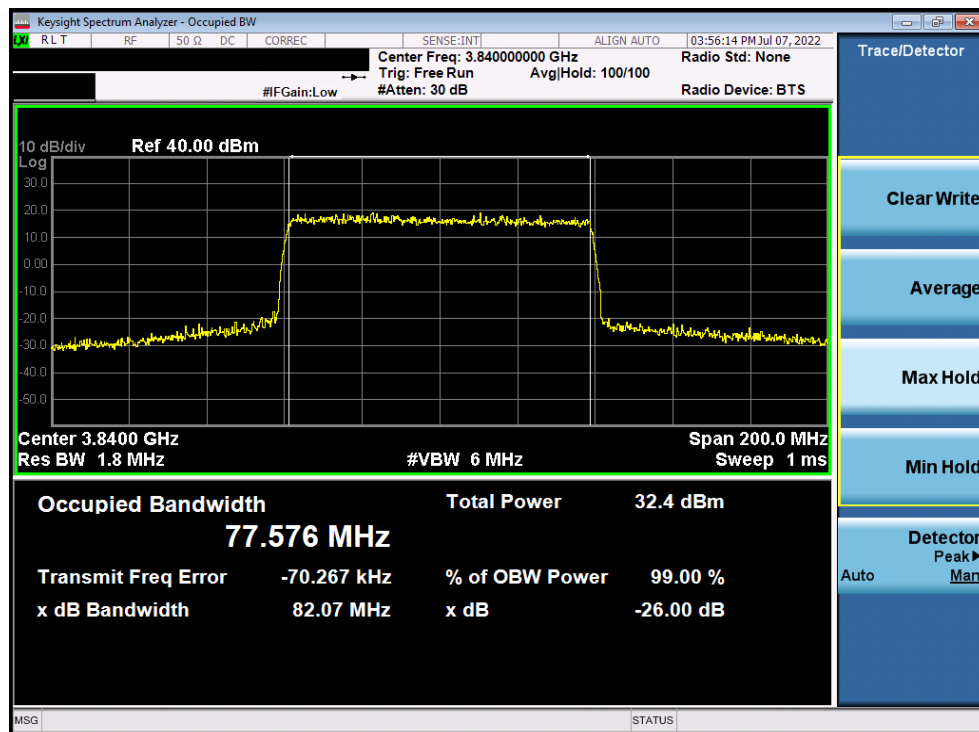 Keysight Spectrum Analyzer - Occupied BW
LXI RLT RF 50 Ω DC CORREC SENSE:INT ALIGN AUTO 03:56:14 PM Jul 07, 2022
Center Freq: 3.840000000 GHz Radio Std: None
Trig: Free Run Avg|Hold: 100/100
#IFGain:Low #Atten: 30 dB Radio Device: BTS
10 dB/div Ref 40.00 dBm
Log
30.0
20.0
10.0
0.00
-10.0
-20.0
-30.0
-40.0
-50.0
Center 3.8400 GHz Span 200.0 MHz
Res BW 1.8 MHz #VBW 6 MHz Sweep 1 ms
Occupied Bandwidth Total Power 32.4 dBm
77.576 MHz
Transmit Freq Error -70.267 kHz % of OBW Power 99.00 %
x dB Bandwidth 82.07 MHz x dB -26.00 dB
MSG STATUS
Trace/Detector
Clear Write
Average
Max Hold
Min Hold
Detector
Peak▶
Auto Man